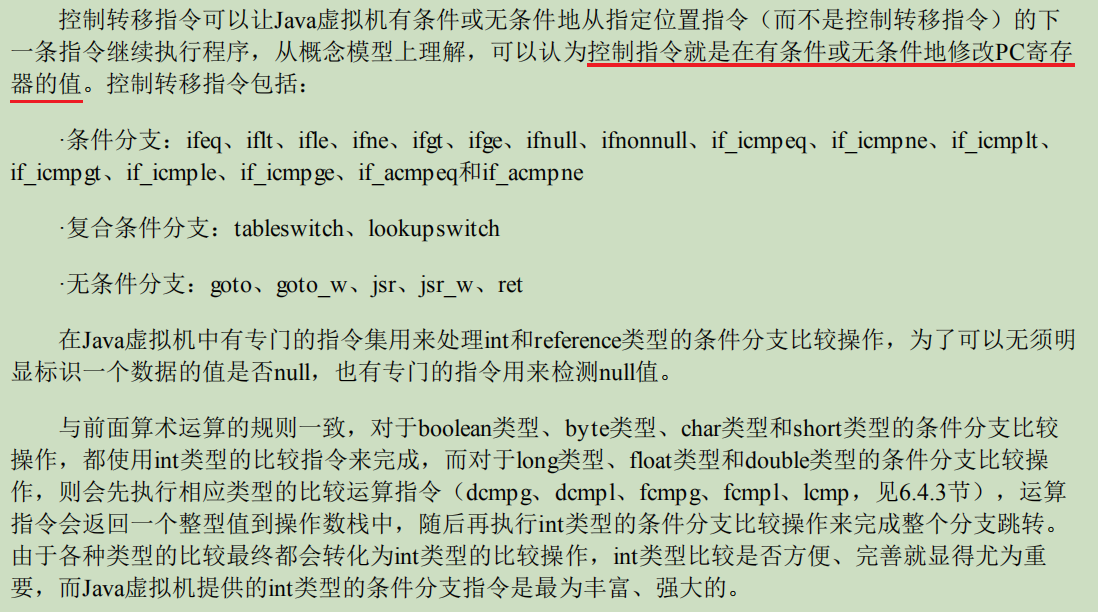 控制转移指令可以让Java虚拟机有条件或无条件地从指定位置指令（而不是控制转移指令）的下
一条指令继续执行程序，从概念模型上理解，可以认为控制指令就是在有条件或无条件地修改PC寄存
器的值。控制转移指令包括：
·条件分支：ifeq、iflt、ifle、ifne、ifgt、ifge、ifnull、ifnonnull、if_icmpeq、if_icmpne、if_icmplt、
if_icmpgt、if_icmple、if_icmpge、if_acmpeq和if_acmpne
·复合条件分支：tableswitch、lookupswitch
·无条件分支：goto、goto_w、jsr、jsr_w、ret
在Java虚拟机中有专门的指令集用来处理int和reference类型的条件分支比较操作，为了可以无须明
显标识一个数据的值是否null，也有专门的指令用来检测null值。
与前面算术运算的规则一致，对于boolean类型、byte类型、char类型和short类型的条件分支比较
操作，都使用int类型的比较指令来完成，而对于long类型、float类型和double类型的条件分支比较操
作，则会先执行相应类型的比较运算指令（dcmpg、dcmpl、fcmpg、fcmpl、lcmp，见6.4.3节），运算
指令会返回一个整型值到操作数栈中，随后再执行int类型的条件分支比较操作来完成整个分支跳转。
由于各种类型的比较最终都会转化为int类型的比较操作，int类型比较是否方便、完善就显得尤为重
要，而Java虚拟机提供的int类型的条件分支指令是最为丰富、强大的。